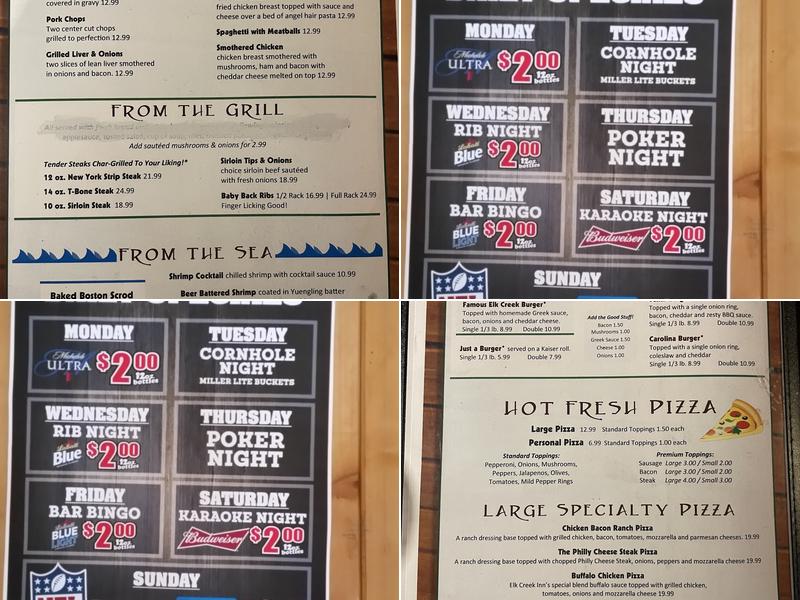 covered in gravy 12.99
Pork Chops
Two center cut chops
grilled to perfection 12.99
Grilled Liver & Onions
two slices of lean liver smothered
in onions and bacon. 12.99
fried chicken breast topped with sauce and
cheese over a bed of angel hair pasta 12.99
Spaghetti with Meatballs 12.99
Smothered Chicken
chicken breast smothered with
mushrooms, ham and bacon with
cheddar cheese melted on top 12.99
FROM THE GRILL
Add sautéed mushrooms & onions for 2.99
Tender Steaks Char-Grilled To Your Liking!*
12 oz. New York Strip Steak 21.99
14 oz. T-Bone Steak 24.99
10 oz. Sirloin Steak 18.99
Sirloin Tips & Onions
choice sirloin beef sautéed
with fresh onions 18.99
Baby Back Ribs 1/2 Rack 16.99 | Full Rack 24.99
Finger Licking Good!
FROM THE SEA
Shrimp Cocktail chilled shrimp with cocktail sauce 10.99
Baked Boston Scrod
Beer Battered Shrimp coated in Yuengling batter
MONDAY
Michelob
ULTRA $2.00 12oz bottles
TUESDAY
CORNHOLE
NIGHT
MILLER LITE BUCKETS
WEDNESDAY
RIB NIGHT
Labatt Blue $2.00 12oz bottles
THURSDAY
POKER
NIGHT
FRIDAY
BAR BINGO
Labatt BLUE LIGHT $2.00 12oz bottles
SATURDAY
KARAOKE NIGHT
Budweiser $2.00 12oz bottles
NFL
SUNDAY
MONDAY
Michelob
ULTRA $2.00 12oz bottles
TUESDAY
CORNHOLE
NIGHT
MILLER LITE BUCKETS
WEDNESDAY
RIB NIGHT
Labatt Blue $2.00 12oz bottles
THURSDAY
POKER
NIGHT
FRIDAY
BAR BINGO
Labatt BLUE LIGHT $2.00 12oz bottles
SATURDAY
KARAOKE NIGHT
Budweiser $2.00 12oz bottles
SUNDAY
Famous Elk Creek Burger*
Topped with homemade Greek sauce,
bacon, onions and cheddar cheese.
Single 1/3 lb. 8.99 Double 10.99
Just a Burger* served on a Kaiser roll.
Single 1/3 lb. 5.99 Double 7.99
Add the Good Stuff!
Bacon 1.50
Mushrooms 1.00
Greek Sauce 1.50
Cheese 1.00
Onions 1.00
Topped with a single onion ring,
bacon, cheddar and zesty BBQ sauce.
Single 1/3 lb. 8.99 Double 10.99
Carolina Burger*
Topped with a single onion ring,
coleslaw and cheddar
Single 1/3 lb. 8.99 Double 10.99
HOT FRESH PIZZA
Large Pizza 12.99 Standard Toppings 1.50 each
Personal Pizza 6.99 Standard Toppings 1.00 each
Standard Toppings:
Pepperoni, Onions, Mushrooms,
Peppers, Jalapenos, Olives,
Tomatoes, Mild Pepper Rings
Premium Toppings:
Sausage Large 3.00 / Small 2.00
Bacon Large 3.00 / Small 2.00
Steak Large 4.00 / Small 3.00
LARGE SPECIALTY PIZZA
Chicken Bacon Ranch Pizza
A ranch dressing base topped with grilled chicken, bacon, tomatoes, mozzarella and parmesan cheeses. 19.99
The Philly Cheese Steak Pizza
A ranch dressing base topped with chopped Philly Cheese Steak, onions, peppers and mozzarella cheese 19.99
Buffalo Chicken Pizza
Elk Creek Inn's special blend buffalo sauce topped with grilled chicken,
tomatoes, onions and mozzarella cheese 19.99